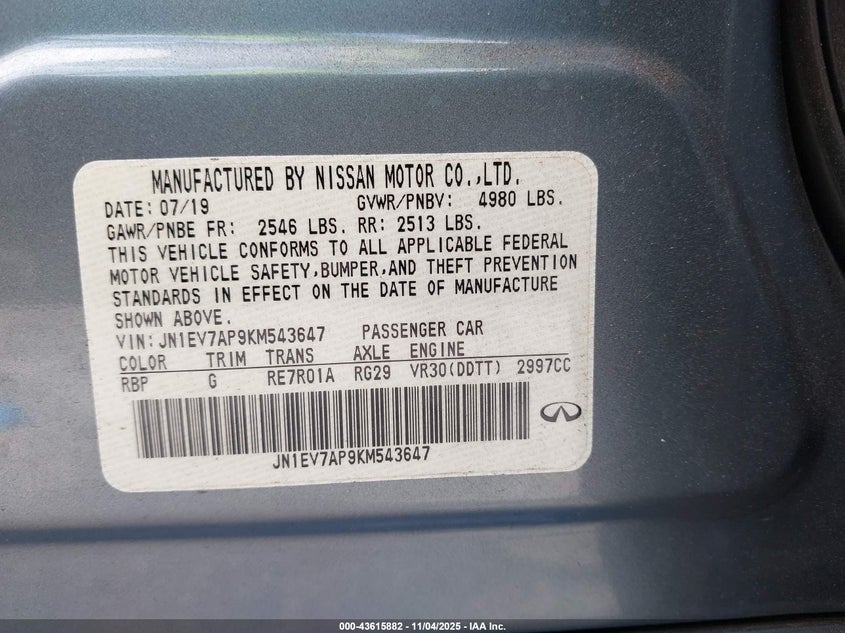 MANUFACTURED BY NISSAN MOTOR CO.,LTD.
DATE: 07/19 GVWR/PNBV: 4980 LBS.
GAWR/PNBE FR: 2546 LBS. RR: 2513 LBS.
THIS VEHICLE CONFORMS TO ALL APPLICABLE FEDERAL
MOTOR VEHICLE SAFETY,BUMPER,AND THEFT PREVENTION
STANDARDS IN EFFECT ON THE DATE OF MANUFACTURE
SHOWN ABOVE.
VIN:JN1EV7AP9KM543647 PASSENGER CAR
COLOR TRIM TRANS AXLE ENGINE
RBP G RE7R01A RG29 VR30(DDTT) 2997CC
JN1EV7AP9KM543647
000-43615882 - 11/04/2025 - IAA Inc.